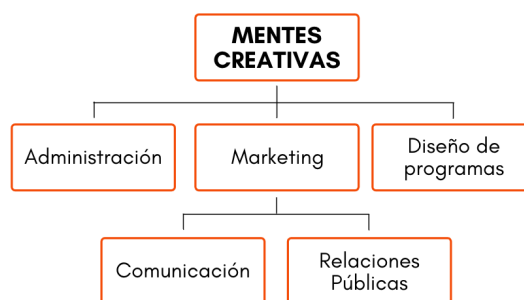 MENTES
CREATIVAS
Administración
Marketing
Diseño de
programas
Comunicación
Relaciones
Públicas